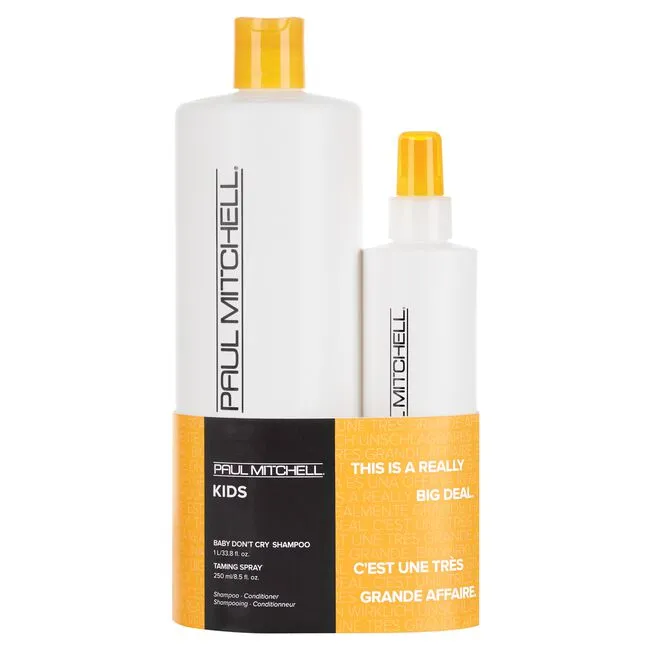 PAUL MITCHELL®
PAUL MITCHELL®
PAUL MITCHELL®
KIDS
BABY DON'T CRY SHAMPOO
1 L/33.8 fl. oz.
TAMING SPRAY
250 ml/8.5 fl. oz.
Shampoo - Conditioner
Shampooing - Conditionneur
THIS IS A REALLY
BIG DEAL.
C'EST UNE TRÈS
GRANDE AFFAIRE.